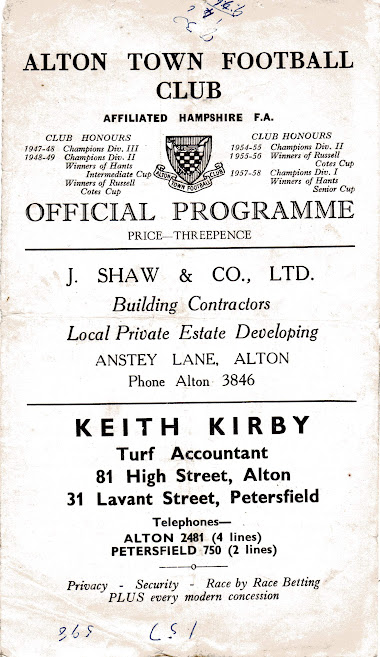 ALTON TOWN FOOTBALL
CLUB
AFFILIATED HAMPSHIRE F.A.
CLUB HONOURS
1947-48 Champions Div. III
1948-49 Champions Div. II
Winners of Hants
Intermediate Cup
Winners of Russell
Cotes Cup
ALTON TOWN FOOTBALL CLUB
CLUB HONOURS
1954-55 Champions Div. II
1955-56 Winners of Russell
Cotes Cup
1957-58 Champions Div. I
Winners of Hants
Senior Cup
OFFICIAL PROGRAMME
PRICE—THREEPENCE
J. SHAW & CO., LTD.
Building Contractors
Local Private Estate Developing
ANSTEY LANE, ALTON
Phone Alton 3846
KEITH KIRBY
Turf Accountant
81 High Street, Alton
31 Lavant Street, Petersfield
Telephones—
ALTON 2481 (4 lines)
PETERSFIELD 750 (2 lines)
Privacy - Security - Race by Race Betting
PLUS every modern concession